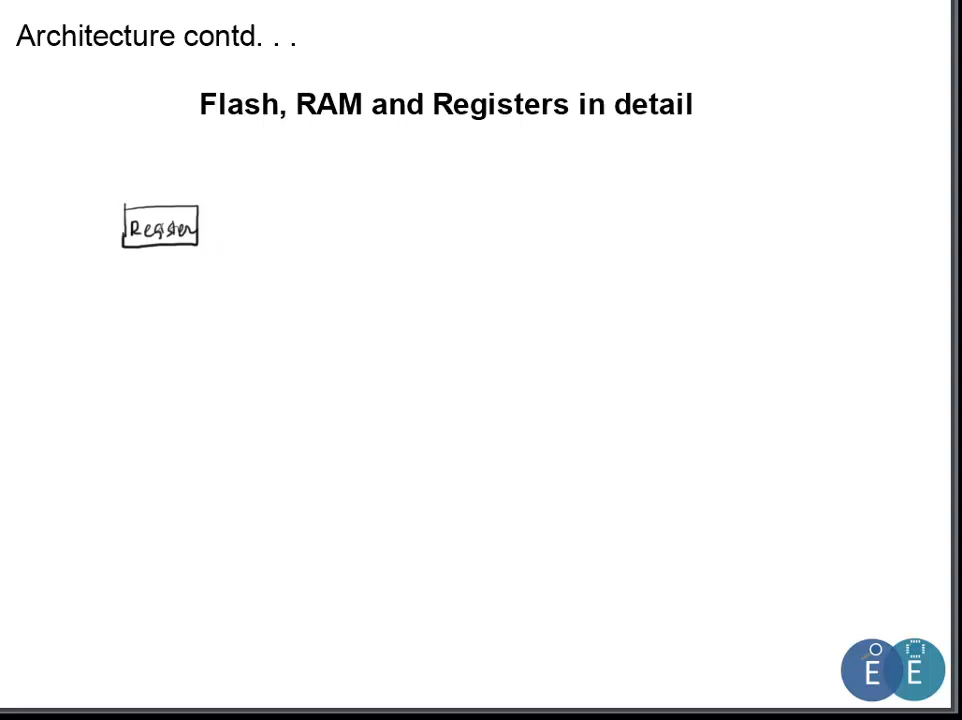 Architecture contd. . .
Flash, RAM and Registers in detail
Register
E E